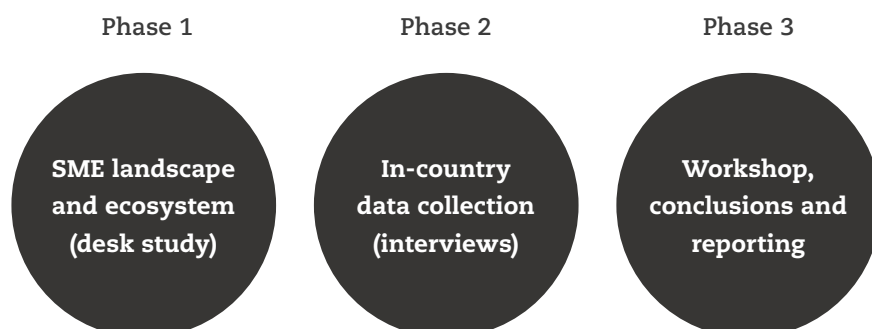 Phase 1
Phase 2
Phase 3
SME landscape
and ecosystem
(desk study)
In-country
data collection
(interviews)
Workshop,
conclusions and
reporting